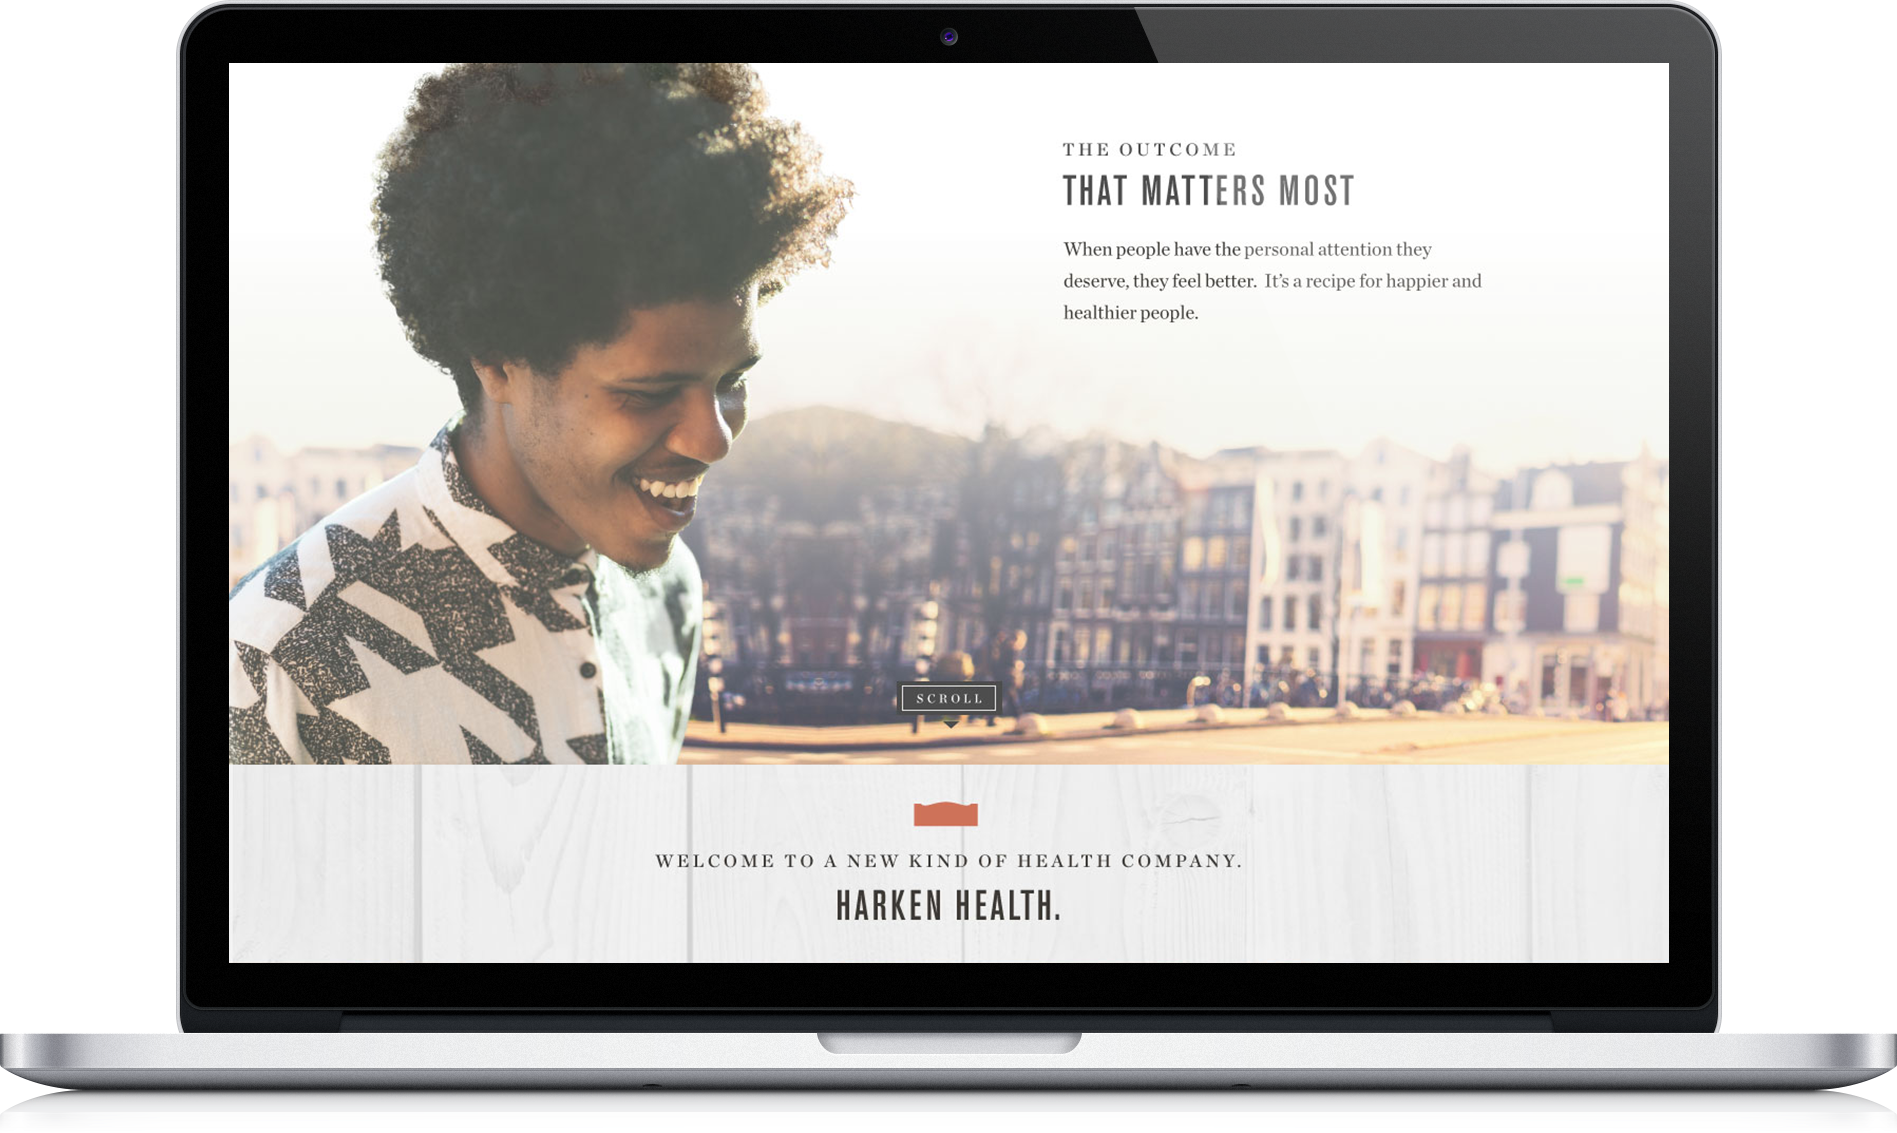 THE OUTCOME
THAT MATTERS MOST
When people have the personal attention they
deserve, they feel better. It’s a recipe for happier and
healthier people.
SCROLL
WELCOME TO A NEW KIND OF HEALTH COMPANY.
HARKEN HEALTH.